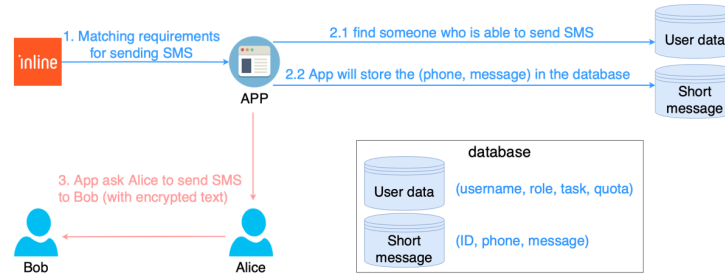 1. Matching requirements
for sending SMS
inline
APP
2.1 find someone who is able to send SMS
User data
2.2 App will store the (phone, message) in the database
Short
message
3. App ask Alice to send SMS
to Bob (with encrypted text)
Bob
Alice
database
User data
(username, role, task, quota)
Short
message
(ID, phone, message)